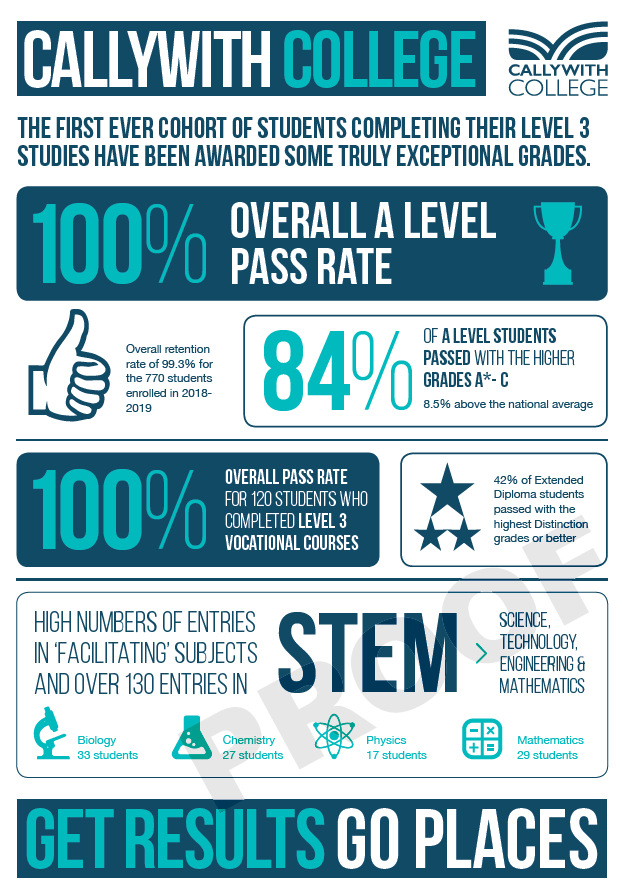 CALLYWITH COLLEGE
CALLYWITH
COLLEGE
THE FIRST EVER COHORT OF STUDENTS COMPLETING THEIR LEVEL 3
STUDIES HAVE BEEN AWARDED SOME TRULY EXCEPTIONAL GRADES.
100%
OVERALL A LEVEL
PASS RATE
Overall retention
rate of 99.3% for
the 770 students
enrolled in 2018-
2019
84%
OF A LEVEL STUDENTS
PASSED WITH THE HIGHER
GRADES A*- C
8.5% above the national average
100%
OVERALL PASS RATE
FOR 120 STUDENTS WHO
COMPLETED LEVEL 3
VOCATIONAL COURSES
42% of Extended
Diploma students
passed with the
highest Distinction
grades or better
HIGH NUMBERS OF ENTRIES
IN ‘FACILITATING’ SUBJECTS
AND OVER 130 ENTRIES IN
STEM
SCIENCE,
TECHNOLOGY,
ENGINEERING &
MATHEMATICS
Biology
33 students
Chemistry
27 students
Physics
17 students
Mathematics
29 students
PROOF
GET RESULTS GO PLACES